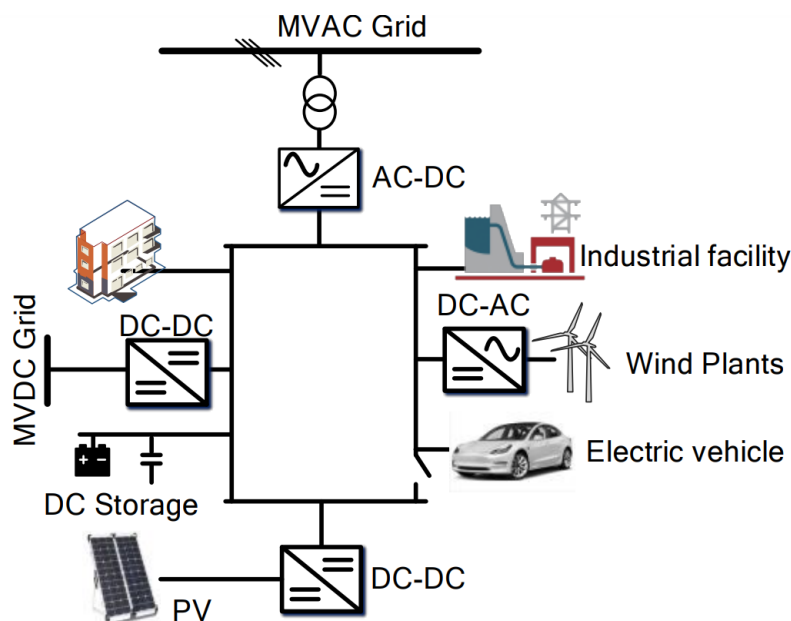 MVAC Grid
AC-DC
Industrial facility
DC-DC
DC-AC
MVDC Grid
Wind Plants
+ −
Electric vehicle
DC Storage
DC-DC
PV